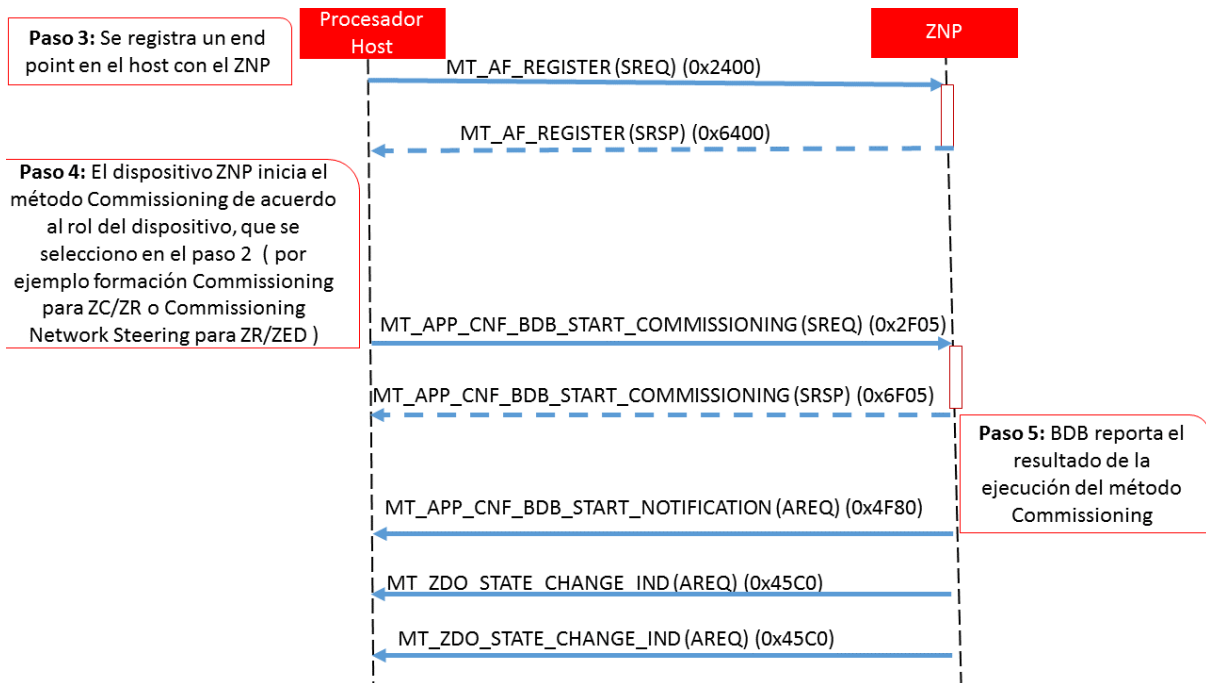 Procesador
Host
ZNP
Paso 3: Se registra un end
point en el host con el ZNP
MT_AF_REGISTER (SREQ) (0x2400)
MT_AF_REGISTER (SRSP) (0x6400)
Paso 4: El dispositivo ZNP inicia el
método Commissioning de acuerdo
al rol del dispositivo, que se
selecciono en el paso 2 ( por
ejemplo formación Commissioning
para ZC/ZR o Commissioning
Network Steering para ZR/ZED )
MT_APP_CNF_BDB_START_COMMISSIONING (SREQ) (0x2F05)
MT_APP_CNF_BDB_START_COMMISSIONING (SRSP) (0x6F05)
Paso 5: BDB reporta el
resultado de la
ejecución del método
Commissioning
MT_APP_CNF_BDB_START_NOTIFICATION (AREQ) (0x4F80)
MT_ZDO_STATE_CHANGE_IND (AREQ) (0x45C0)
MT_ZDO_STATE_CHANGE_IND (AREQ) (0x45C0)